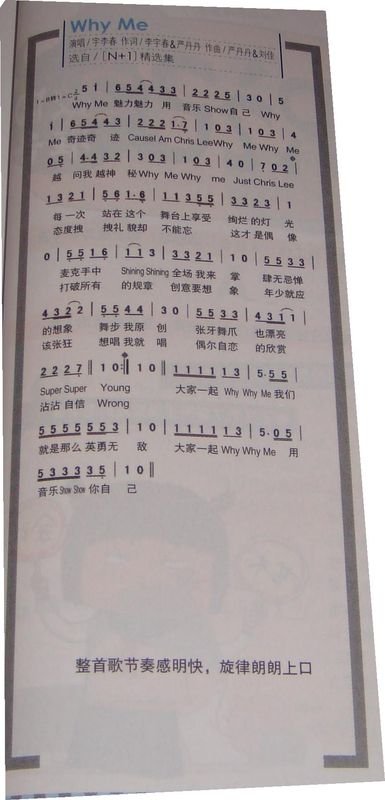 Why Me
演唱/宇李春 作词/李宇春&严丹丹 作曲/严丹丹&刘佳
选自/[N+1]精选集
5 1 | 6 5 4 4 3 3 | 2 2 2 5 | 3 0 | 5
Why Me 魅力魅力 用 音乐 Show自己 Why
1 | 6 5 4 4 3 | 2 2 2 1·7 | 1 0 3 | 1 0 3 | 4
Me 奇迹奇 迹 CauseI Am Chris LeeWhy Me Why Why
0 5 | 4·4 3 2 | 3 0 3 | 1 0 3 | 4 0 | 7 0 2 |
越 问我越神 秘Why Me Why me Just Chris Lee
1 3 2 1 | 5 6 1·6 | 1 1 3 5 5 | 3 3 2 3 | 1
每一次 站在这个 舞台上享受 绚烂的灯 光
态度拽 拽礼貌却 不能忘 这才是偶 像
0 | 5 5 1 6 | 1 1 3 | 3 3 2 1 | 1 0 | 5 5 3 3 |
麦克手中 Shining Shining 全场我来 掌 肆无忌惮
打破所有 的规章 创意要想 象 年少就应
4 3 2 2 | 5 5 4 4 | 3 0 | 5 5 3 3 | 4 3 1 1 |
的想象 舞步我原 创 张牙舞爪 也漂亮
该张狂 想唱我就 唱 偶尔自恋 的欣赏
2 2 2 7 || 1 0 :|| 1 0 || 1 1 1 1 1 3 | 5·5 5 |
Super Super Young 大家一起 Why Why Me 我们
沾沾自信 Wrong
5 5 5 5 5 5 3 | 1 0 | 1 1 1 1 1 3 | 5·0 5 |
就是那么 英勇无 敌 大家一起 Why Why Me 用
5 3 3 3 3 5 | 1 0 ||
音乐 Show Show 你自 己
整首歌节奏感明快，旋律朗朗上口